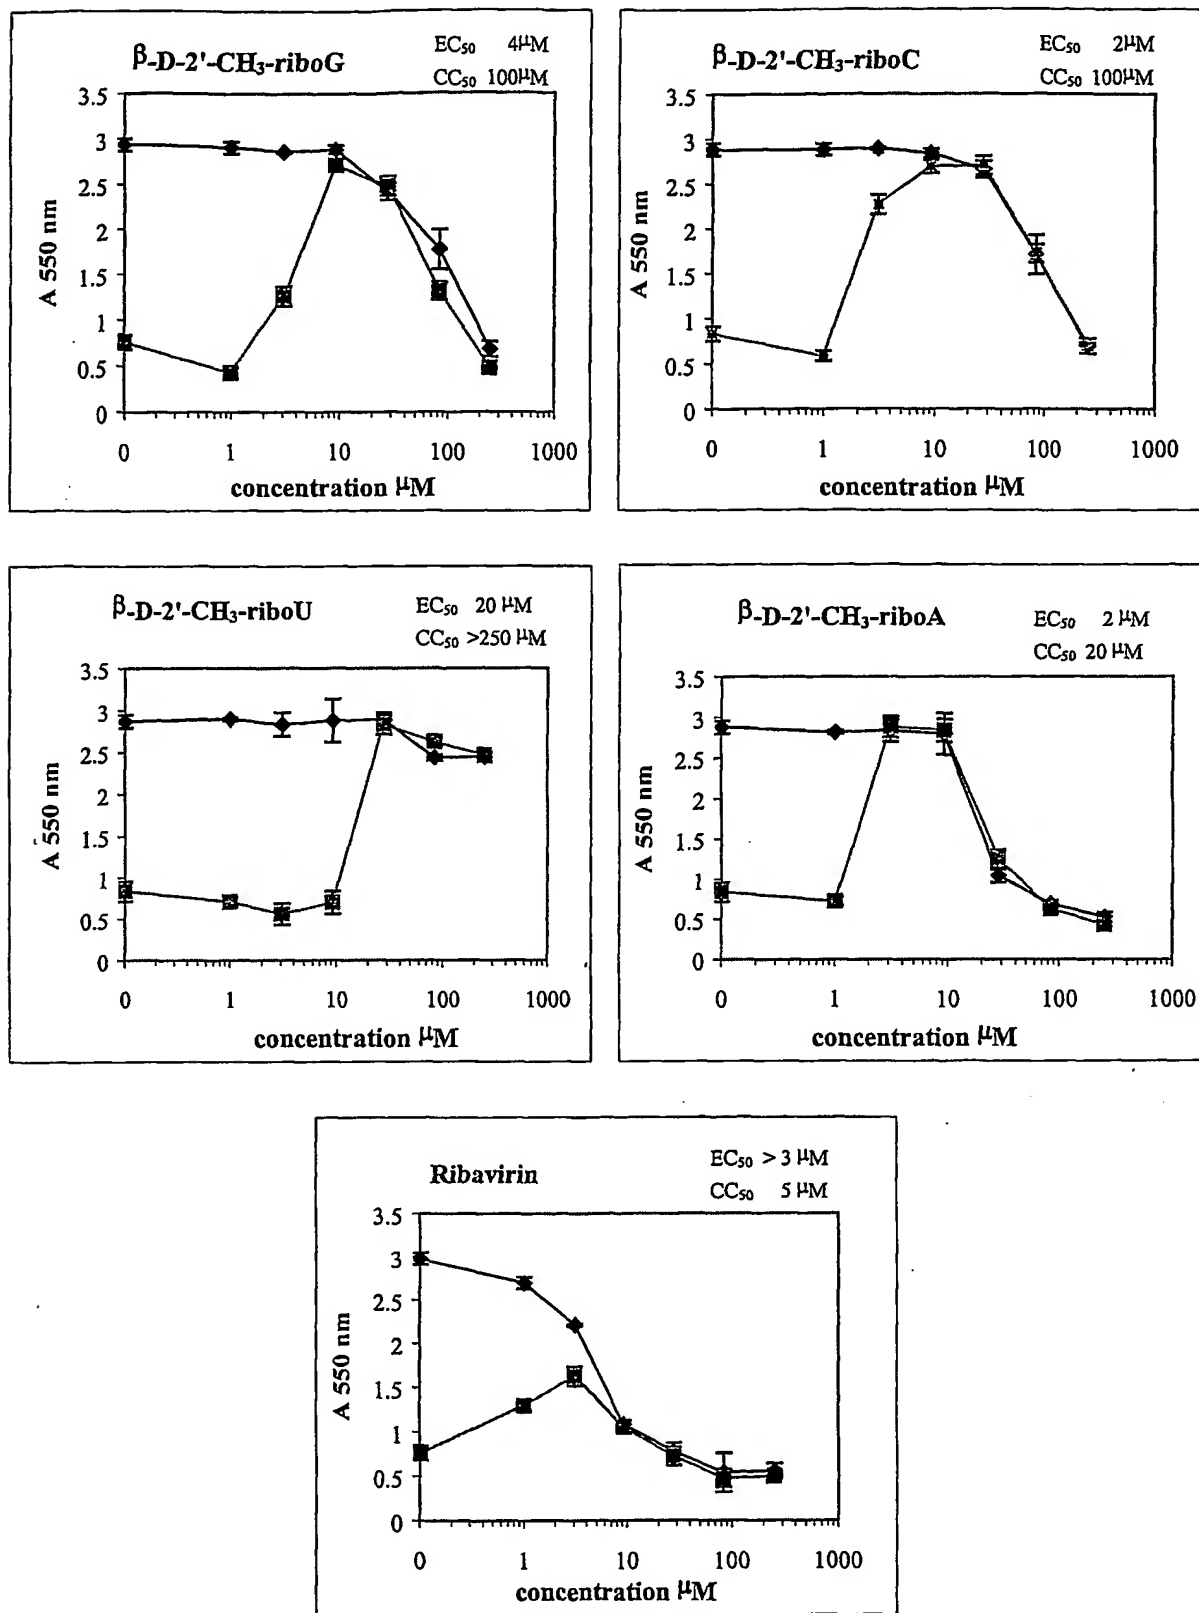 β-D-2'-CH₃-riboG
EC₅₀ 4μM
CC₅₀ 100μM
3.5
3
2.5
2
1.5
1
0.5
0
A 550 nm
0 1 10 100 1000
concentration μM
β-D-2'-CH₃-riboC
EC₅₀ 2μM
CC₅₀ 100μM
3.5
3
2.5
2
1.5
1
0.5
0
A 550 nm
0 1 10 100 1000
concentration μM
β-D-2'-CH₃-riboU
EC₅₀ 20 μM
CC₅₀ >250 μM
3.5
3
2.5
2
1.5
1
0.5
0
A 550 nm
0 1 10 100 1000
concentration μM
β-D-2'-CH₃-riboA
EC₅₀ 2 μM
CC₅₀ 20 μM
3.5
3
2.5
2
1.5
1
0.5
0
A 550 nm
0 1 10 100 1000
concentration μM
Ribavirin
EC₅₀ > 3 μM
CC₅₀ 5 μM
3.5
3
2.5
2
1.5
1
0.5
0
A 550 nm
0 1 10 100 1000
concentration μM